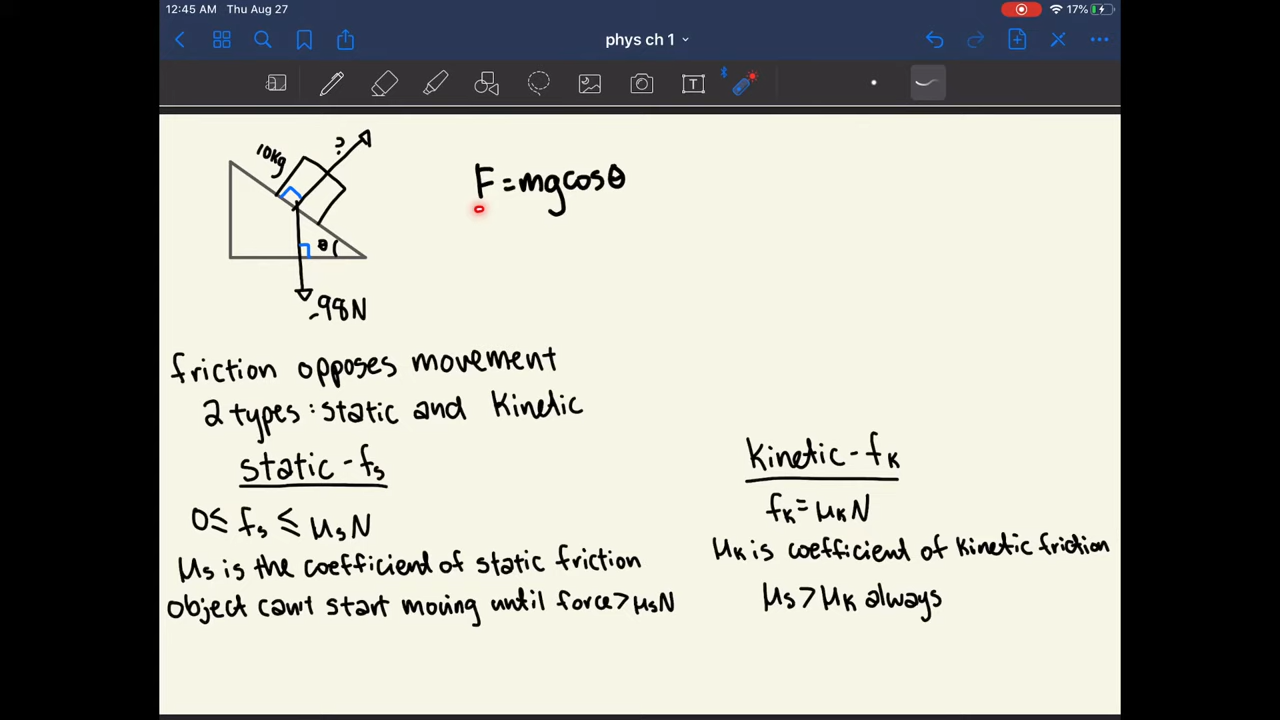 12:45 AM Thu Aug 27
17%
phys ch 1
T
10Kg
?
F = mgcosθ
θ
-98N
friction opposes movement
2 types: static and Kinetic
static - fs
Kinetic - fK
0 ≤ fs ≤ μsN
fK = μKN
μs is the coefficient of static friction
μK is coefficient of Kinetic friction
object can't start moving until force > μsN
μs > μK always